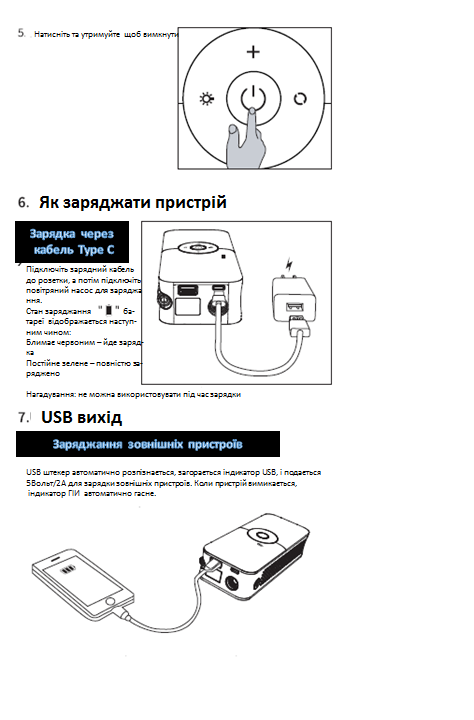 5. Натисніть та утримуйте щоб вимкнути
6. Як заряджати пристрій
Зарядка через
кабель Type C
Підключіть зарядний кабель
до розетки, а потім підключіть
повітряний насос для заряджа
ння.
Стан заряджання " " ба-
тареї відображається наступ-
ним чином:
Блимає червоним – йде заряд-
ка
Постійне зелене – повністю за-
ряджено
Нагадування: не можна використовувати під час зарядки
7. USB вихід
Заряджання зовнішніх пристроїв
USB штекер автоматично розпізнається, загорається індикатор USB, і подається
5Вольт/2А для зарядки зовнішніх пристроїв. Коли пристрій вимикається,
індикатор ПИ автоматично гасне.